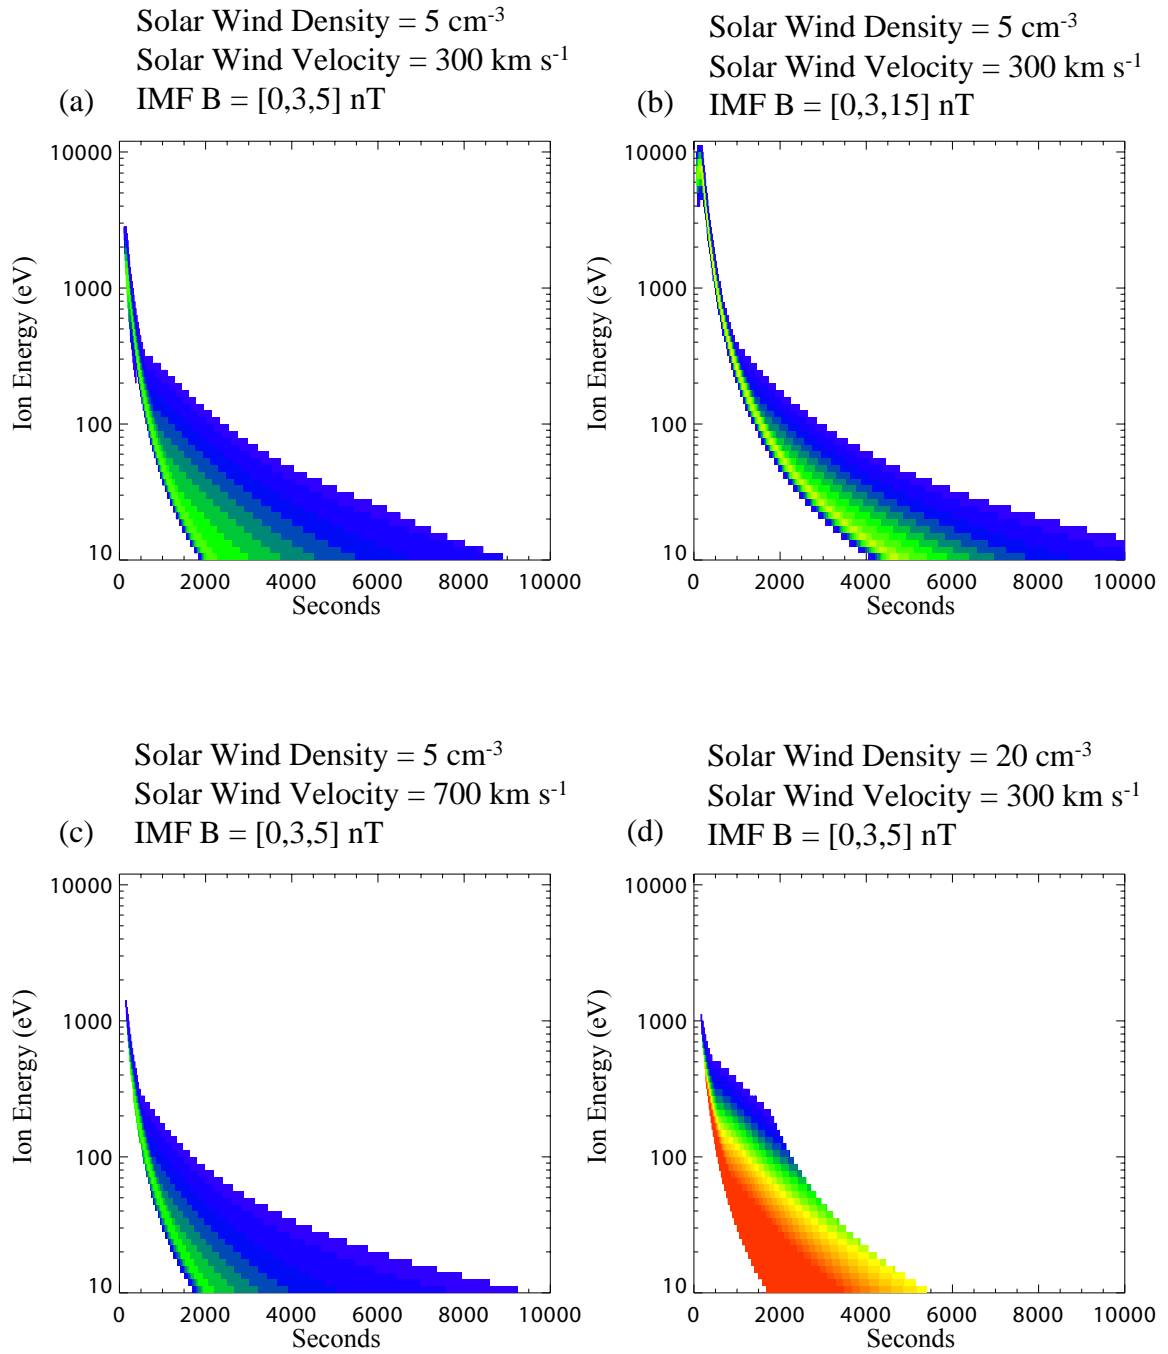 Solar Wind Density = 5 cm⁻³
Solar Wind Velocity = 300 km s⁻¹
(a) IMF B = [0,3,5] nT
10000
1000
100
10
Ion Energy (eV)
0 2000 4000 6000 8000 10000
Seconds
Solar Wind Density = 5 cm⁻³
Solar Wind Velocity = 300 km s⁻¹
(b) IMF B = [0,3,15] nT
10000
1000
100
10
Ion Energy (eV)
0 2000 4000 6000 8000 10000
Seconds
Solar Wind Density = 5 cm⁻³
Solar Wind Velocity = 700 km s⁻¹
(c) IMF B = [0,3,5] nT
10000
1000
100
10
Ion Energy (eV)
0 2000 4000 6000 8000 10000
Seconds
Solar Wind Density = 20 cm⁻³
Solar Wind Velocity = 300 km s⁻¹
(d) IMF B = [0,3,5] nT
10000
1000
100
10
Ion Energy (eV)
0 2000 4000 6000 8000 10000
Seconds